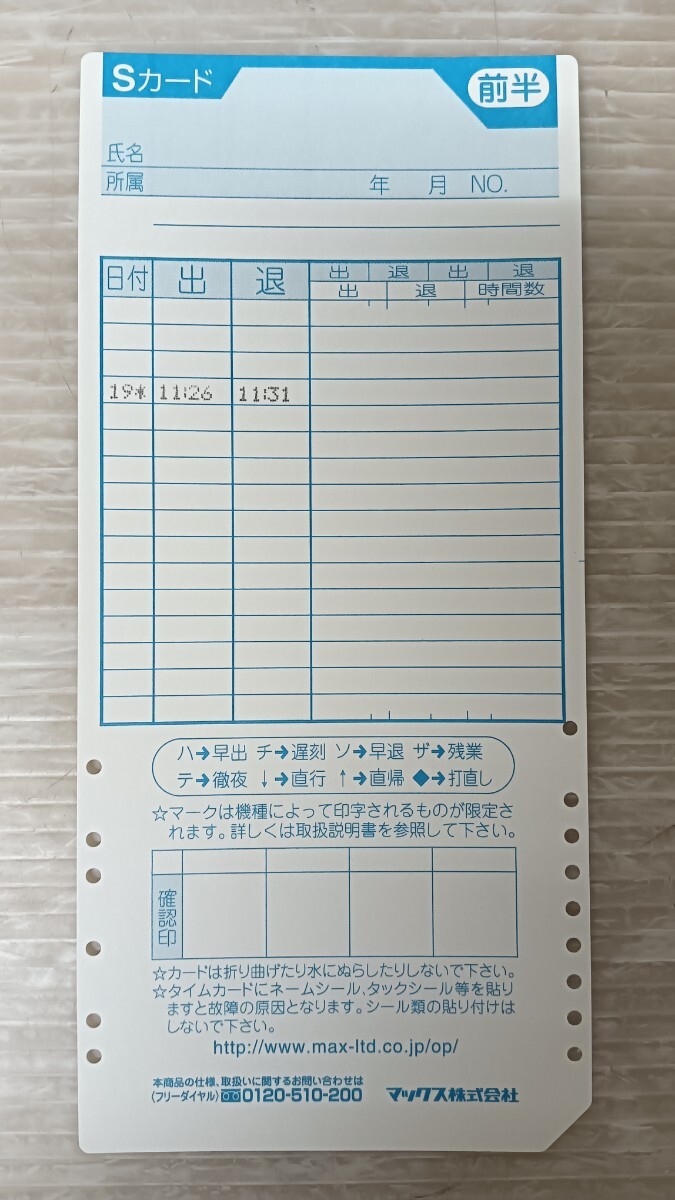 Sカード
前半
氏名
所属 年 月 NO.
日付 出 退 出 退 出 退
出 退 時間数
19* 11:26 11:31
ハ→早出 チ→遅刻 ソ→早退 ザ→残業
テ→徹夜 ↓→直行 ↑→直帰 ◆→打直し
☆マークは機種によって印字されるものが限定さ
れます。詳しくは取扱説明書を参照して下さい。
確認印
☆カードは折り曲げたり水にぬらしたりしないで下さい。
☆タイムカードにネームシール、タックシール等を貼り
ますと故障の原因となります。シール類の貼り付けは
しないで下さい。
http://www.max-ltd.co.jp/op/
本商品の仕様、取扱いに関するお問い合わせは
(フリーダイヤル) 0120-510-200 マックス株式会社